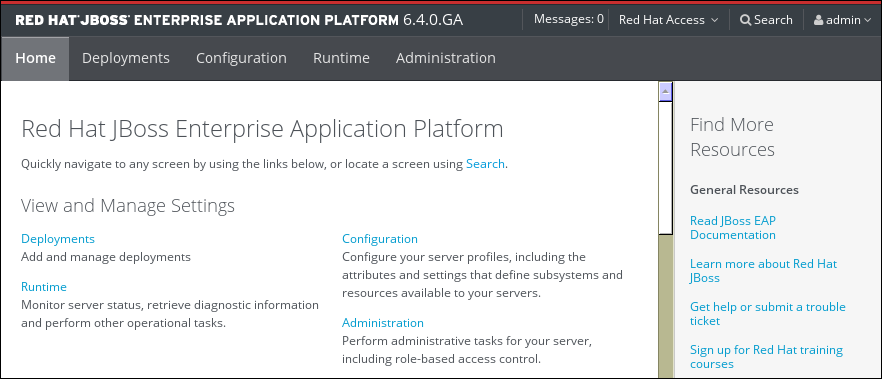 RED HAT® JBOSS® ENTERPRISE APPLICATION PLATFORM 6.4.0.GA
Messages: 0
Red Hat Access
Search
admin
Home
Deployments
Configuration
Runtime
Administration
Red Hat JBoss Enterprise Application Platform
Quickly navigate to any screen by using the links below, or locate a screen using Search.
View and Manage Settings
Deployments
Add and manage deployments
Runtime
Monitor server status, retrieve diagnostic information
and perform other operational tasks.
Configuration
Configure your server profiles, including the
attributes and settings that define subsystems and
resources available to your servers.
Administration
Perform administrative tasks for your server,
including role-based access control.
Find More
Resources
General Resources
Read JBoss EAP
Documentation
Learn more about Red Hat
JBoss
Get help or submit a trouble
ticket
Sign up for Red Hat training
courses